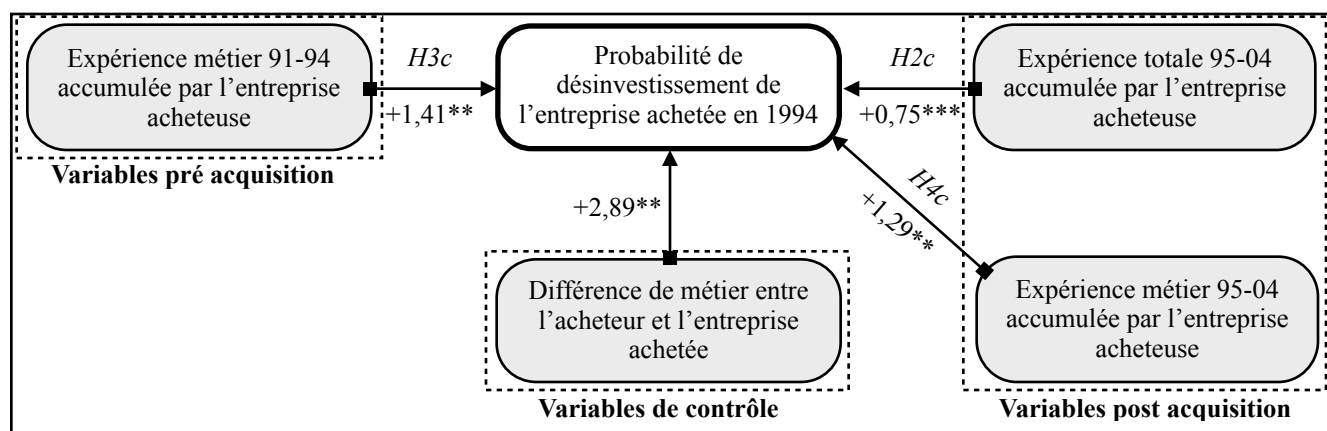 Expérience métier 91-94
accumulée par l’entreprise
acheteuse
Variables pré acquisition
H3c
+1,41**
Probabilité de
désinvestissement de
l’entreprise achetée en 1994
H2c
+0,75***
Expérience totale 95-04
accumulée par l’entreprise
acheteuse
H4c
+1,29**
+2,89**
Différence de métier entre
l’acheteur et l’entreprise
achetée
Variables de contrôle
Expérience métier 95-04
accumulée par l’entreprise
acheteuse
Variables post acquisition